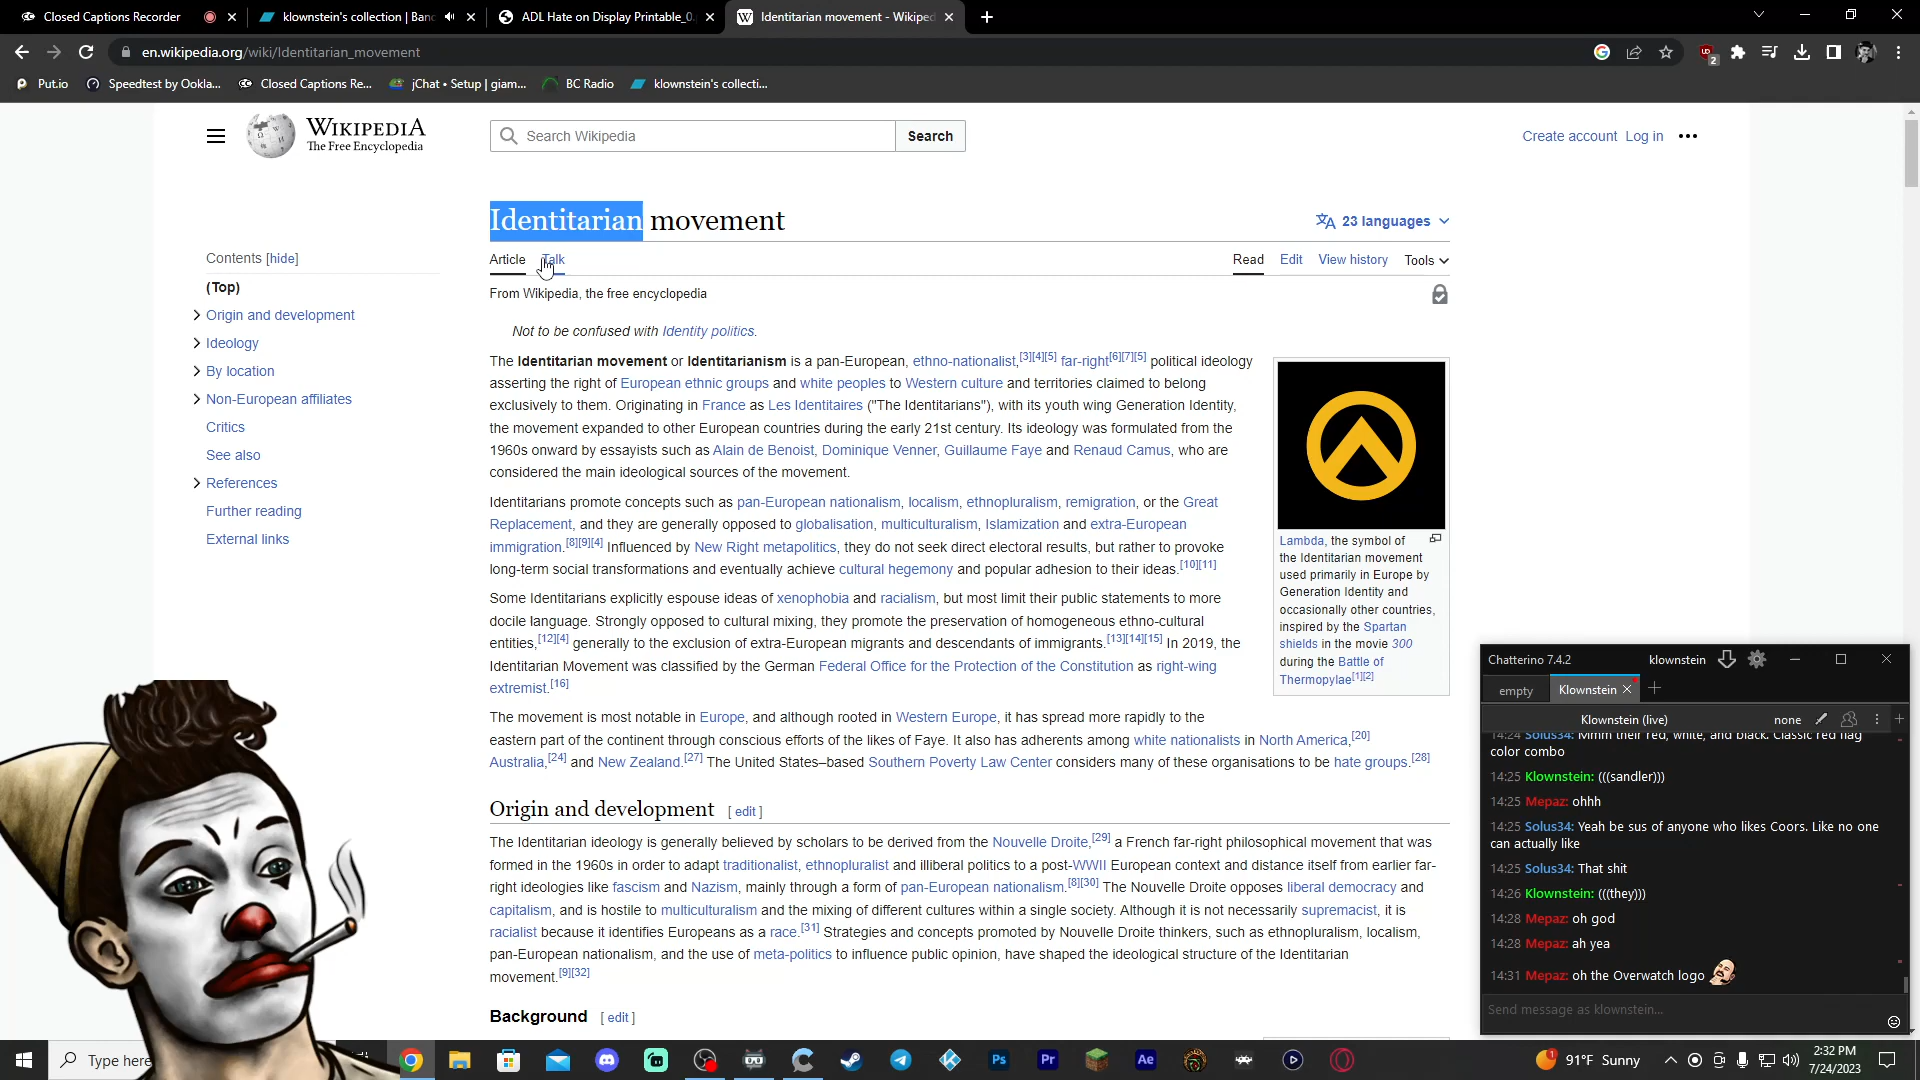 Closed Captions Recorder
klownstein's collection | Banc
ADL Hate on Display Printable_0.
Identitarian movement - Wikiped
en.wikipedia.org/wiki/Identitarian_movement
2
Put.io
Speedtest by Ookla...
Closed Captions Re...
jChat • Setup | giam...
BC Radio
klownstein's collecti...
WIKIPEDIA
The Free Encyclopedia
Search Wikipedia
Search
Create account Log in
Identitarian movement
23 languages
Article
Talk
Read
Edit
View history
Tools
Contents [hide]
(Top)
Origin and development
Ideology
By location
Non-European affiliates
Critics
See also
References
Further reading
External links
From Wikipedia, the free encyclopedia
Not to be confused with Identity politics.
The Identitarian movement or Identitarianism is a pan-European, ethno-nationalist,[3][4][5] far-right[6][7][5] political ideology
asserting the right of European ethnic groups and white peoples to Western culture and territories claimed to belong
exclusively to them. Originating in France as Les Identitaires ("The Identitarians"), with its youth wing Generation Identity,
the movement expanded to other European countries during the early 21st century. Its ideology was formulated from the
1960s onward by essayists such as Alain de Benoist, Dominique Venner, Guillaume Faye and Renaud Camus, who are
considered the main ideological sources of the movement.
Identitarians promote concepts such as pan-European nationalism, localism, ethnopluralism, remigration, or the Great
Replacement, and they are generally opposed to globalisation, multiculturalism, Islamization and extra-European
immigration.[8][9][4] Influenced by New Right metapolitics, they do not seek direct electoral results, but rather to provoke
long-term social transformations and eventually achieve cultural hegemony and popular adhesion to their ideas.[10][11]
Some Identitarians explicitly espouse ideas of xenophobia and racialism, but most limit their public statements to more
docile language. Strongly opposed to cultural mixing, they promote the preservation of homogeneous ethno-cultural
entities,[12][4] generally to the exclusion of extra-European migrants and descendants of immigrants.[13][14][15] In 2019, the
Identitarian Movement was classified by the German Federal Office for the Protection of the Constitution as right-wing
extremist.[16]
The movement is most notable in Europe, and although rooted in Western Europe, it has spread more rapidly to the
eastern part of the continent through conscious efforts of the likes of Faye. It also has adherents among white nationalists in North America,[20]
Australia,[24] and New Zealand.[27] The United States–based Southern Poverty Law Center considers many of these organisations to be hate groups.[28]
Lambda, the symbol of
the Identitarian movement
used primarily in Europe by
Generation Identity and
occasionally other countries,
inspired by the Spartan
shields in the movie 300
during the Battle of
Thermopylae[1][2]
Origin and development [ edit ]
The Identitarian ideology is generally believed by scholars to be derived from the Nouvelle Droite,[29] a French far-right philosophical movement that was
formed in the 1960s in order to adapt traditionalist, ethnopluralist and illiberal politics to a post-WWII European context and distance itself from earlier far-
right ideologies like fascism and Nazism, mainly through a form of pan-European nationalism.[8][30] The Nouvelle Droite opposes liberal democracy and
capitalism, and is hostile to multiculturalism and the mixing of different cultures within a single society. Although it is not necessarily supremacist, it is
racialist because it identifies Europeans as a race.[31] Strategies and concepts promoted by Nouvelle Droite thinkers, such as ethnopluralism, localism,
pan-European nationalism, and the use of meta-politics to influence public opinion, have shaped the ideological structure of the Identitarian
movement.[9][32]
Background [ edit ]
Chatterino 7.4.2
klownstein
empty
Klownstein
Klownstein (live)
none
14:24 Solus34: Mmm their red, white, and black. Classic red flag
color combo
14:25 Klownstein: (((sandler)))
14:25 Mepaz: ohhh
14:25 Solus34: Yeah be sus of anyone who likes Coors. Like no one
can actually like
14:25 Solus34: That shit
14:26 Klownstein: (((they)))
14:28 Mepaz: oh god
14:28 Mepaz: ah yea
14:31 Mepaz: oh the Overwatch logo
Send message as klownstein...
Type here
Ps
Pr
Ae
1
91°F Sunny
2:32 PM
7/24/2023